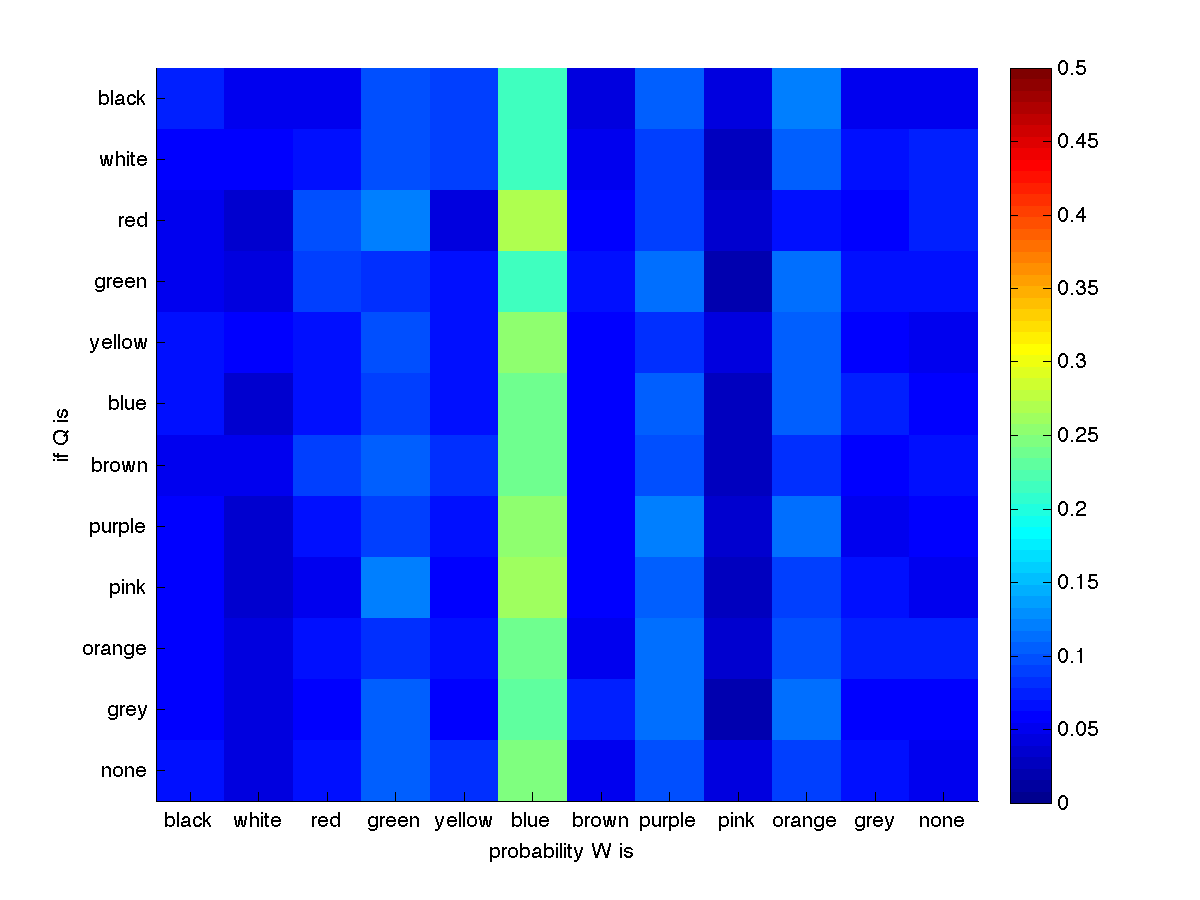 black
white
red
green
yellow
blue
brown
purple
pink
orange
grey
none
if Q is
black white red green yellow blue brown purple pink orange grey none
probability W is
0.5
0.45
0.4
0.35
0.3
0.25
0.2
0.15
0.1
0.05
0